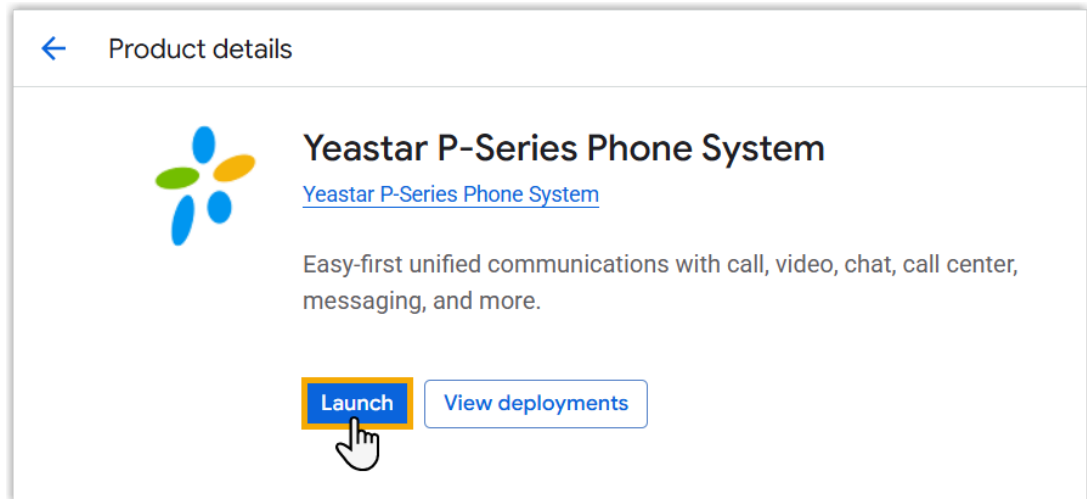 Product details
Yeastar P-Series Phone System
Yeastar P-Series Phone System
Easy-first unified communications with call, video, chat, call center,
messaging, and more.
Launch
View deployments